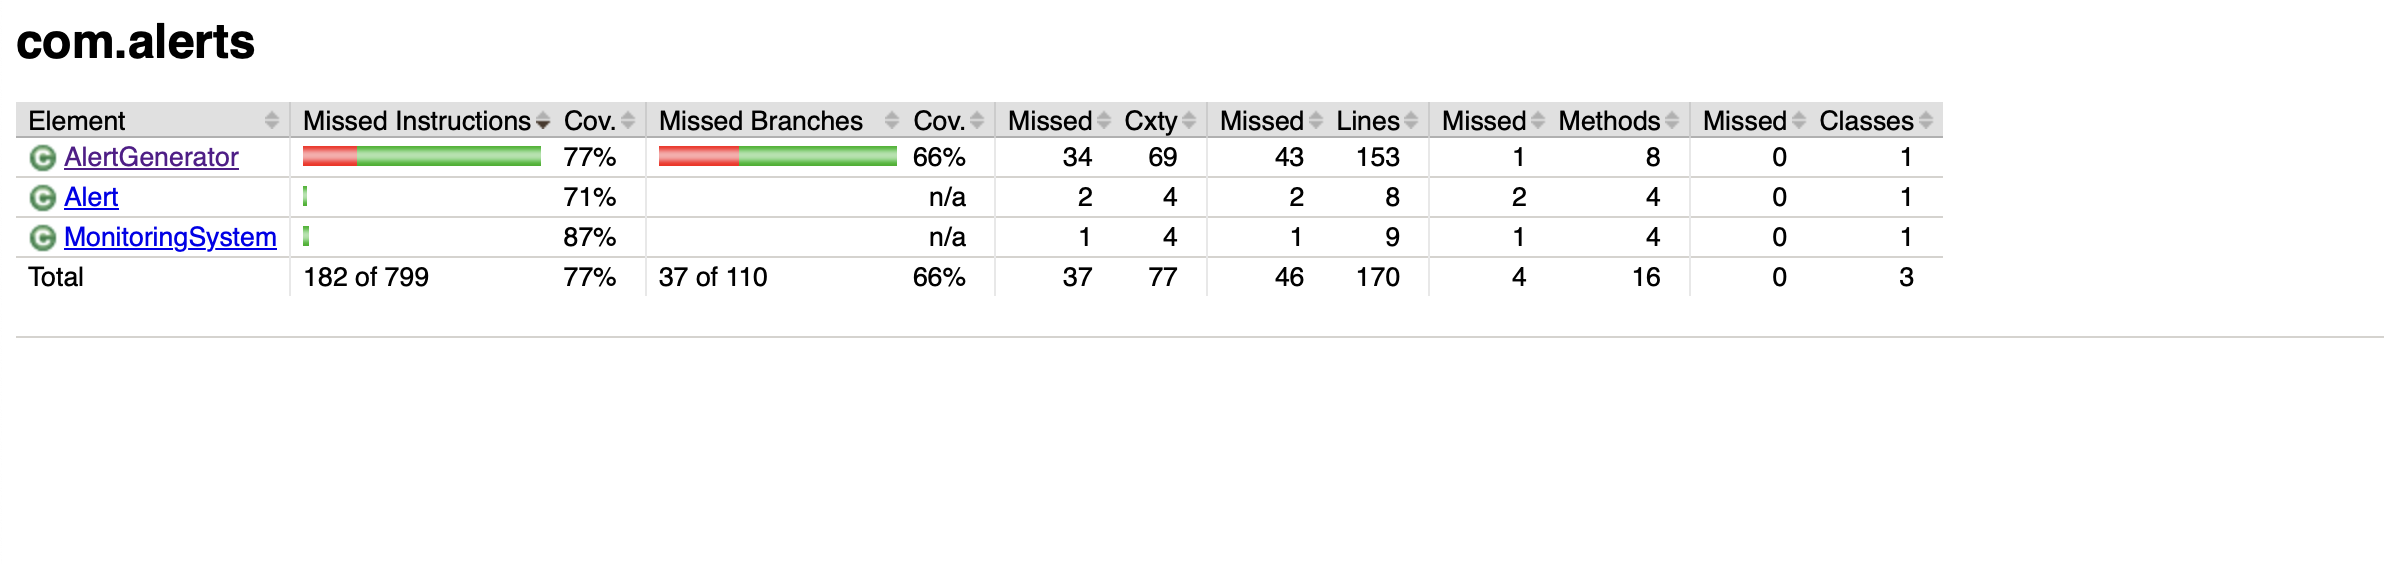 com.alerts
Element Missed Instructions Cov. Missed Branches Cov. Missed Cxty Missed Lines Missed Methods Missed Classes
C AlertGenerator 77% 66% 34 69 43 153 1 8 0 1
C Alert 71% n/a 2 4 2 8 2 4 0 1
C MonitoringSystem 87% n/a 1 4 1 9 1 4 0 1
Total 182 of 799 77% 37 of 110 66% 37 77 46 170 4 16 0 3